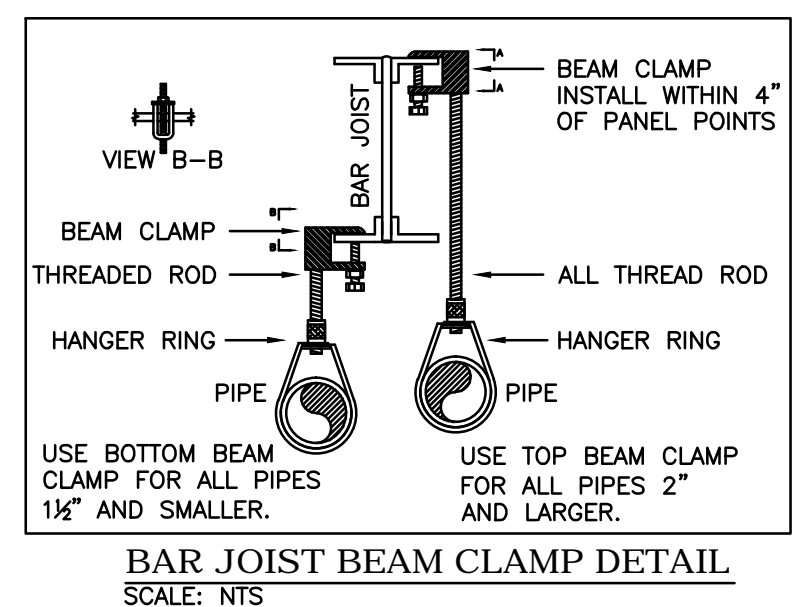 BEAM CLAMP
INSTALL WITHIN 4"
OF PANEL POINTS
A
A
BAR JOIST
VIEW B-B
B
B
BEAM CLAMP
THREADED ROD
ALL THREAD ROD
HANGER RING
HANGER RING
PIPE
PIPE
USE BOTTOM BEAM
CLAMP FOR ALL PIPES
1½" AND SMALLER.
USE TOP BEAM CLAMP
FOR ALL PIPES 2"
AND LARGER.
BAR JOIST BEAM CLAMP DETAIL
SCALE: NTS